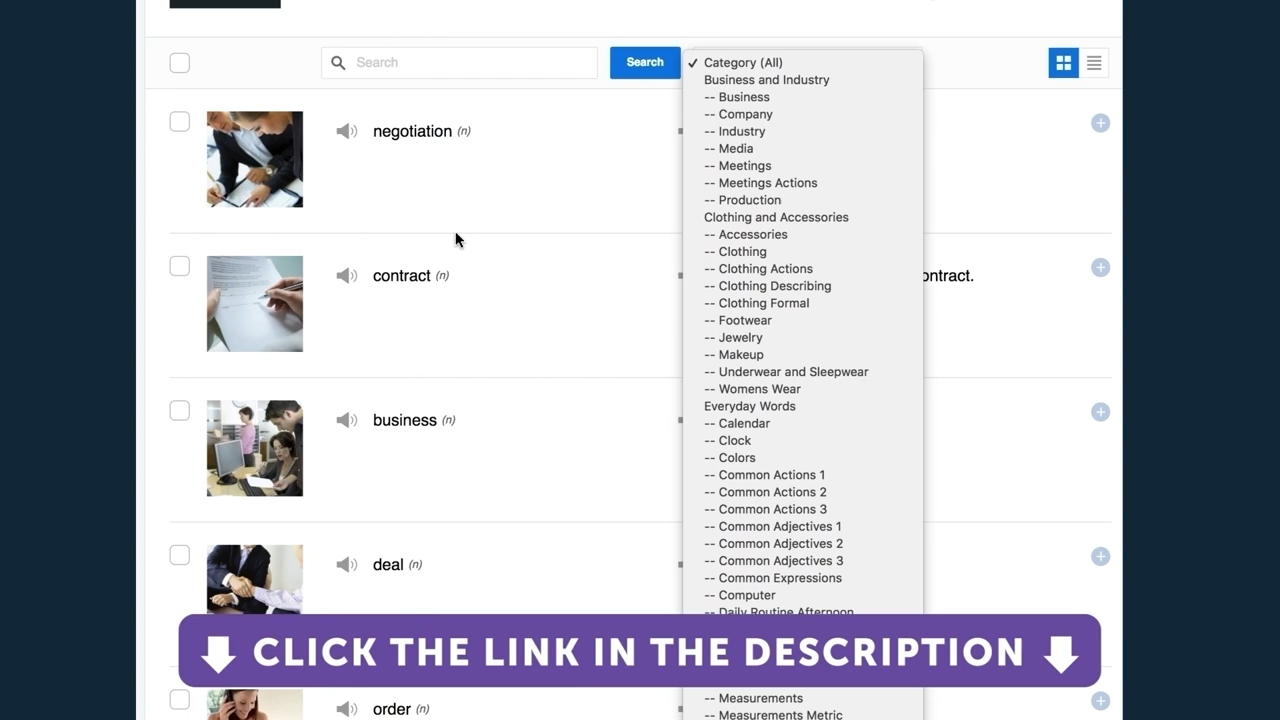 Search
Search
✓ Category (All)
Business and Industry
-- Business
-- Company
-- Industry
-- Media
-- Meetings
-- Meetings Actions
-- Production
Clothing and Accessories
-- Accessories
-- Clothing
-- Clothing Actions
-- Clothing Describing
-- Clothing Formal
-- Footwear
-- Jewelry
-- Makeup
-- Underwear and Sleepwear
-- Womens Wear
Everyday Words
-- Calendar
-- Clock
-- Colors
-- Common Actions 1
-- Common Actions 2
-- Common Actions 3
-- Common Adjectives 1
-- Common Adjectives 2
-- Common Adjectives 3
-- Common Expressions
-- Computer
-- Daily Routine Afternoon
-- Measurements
-- Measurements Metric
negotiation (n)
contract (n)
ontract.
business (n)
deal (n)
CLICK THE LINK IN THE DESCRIPTION
order (n)